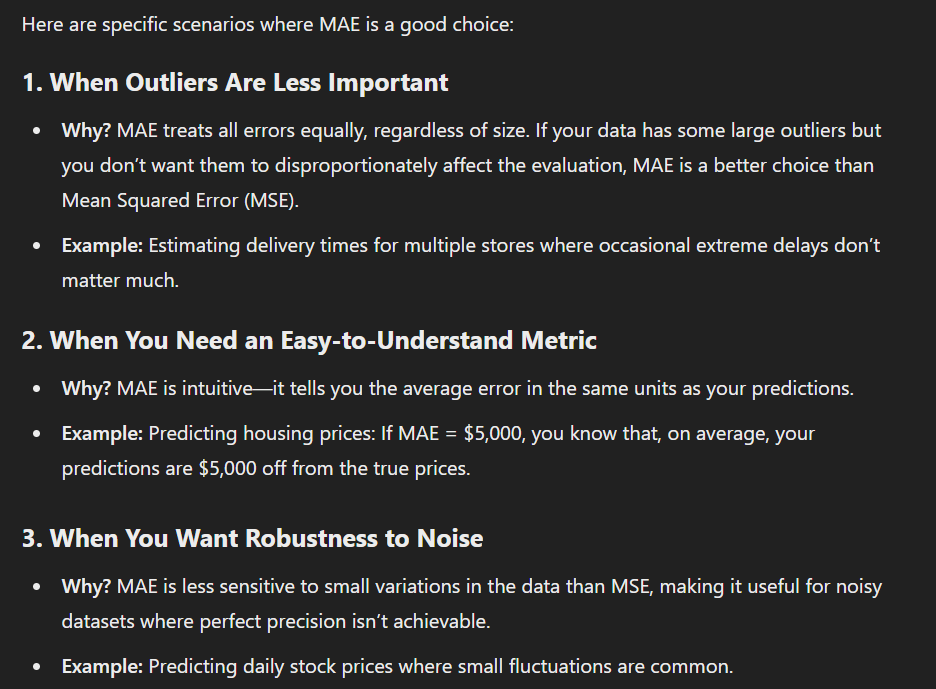 Here are specific scenarios where MAE is a good choice:
1. When Outliers Are Less Important
• Why? MAE treats all errors equally, regardless of size. If your data has some large outliers but
you don’t want them to disproportionately affect the evaluation, MAE is a better choice than
Mean Squared Error (MSE).
• Example: Estimating delivery times for multiple stores where occasional extreme delays don’t
matter much.
2. When You Need an Easy-to-Understand Metric
• Why? MAE is intuitive—it tells you the average error in the same units as your predictions.
• Example: Predicting housing prices: If MAE = $5,000, you know that, on average, your
predictions are $5,000 off from the true prices.
3. When You Want Robustness to Noise
• Why? MAE is less sensitive to small variations in the data than MSE, making it useful for noisy
datasets where perfect precision isn’t achievable.
• Example: Predicting daily stock prices where small fluctuations are common.